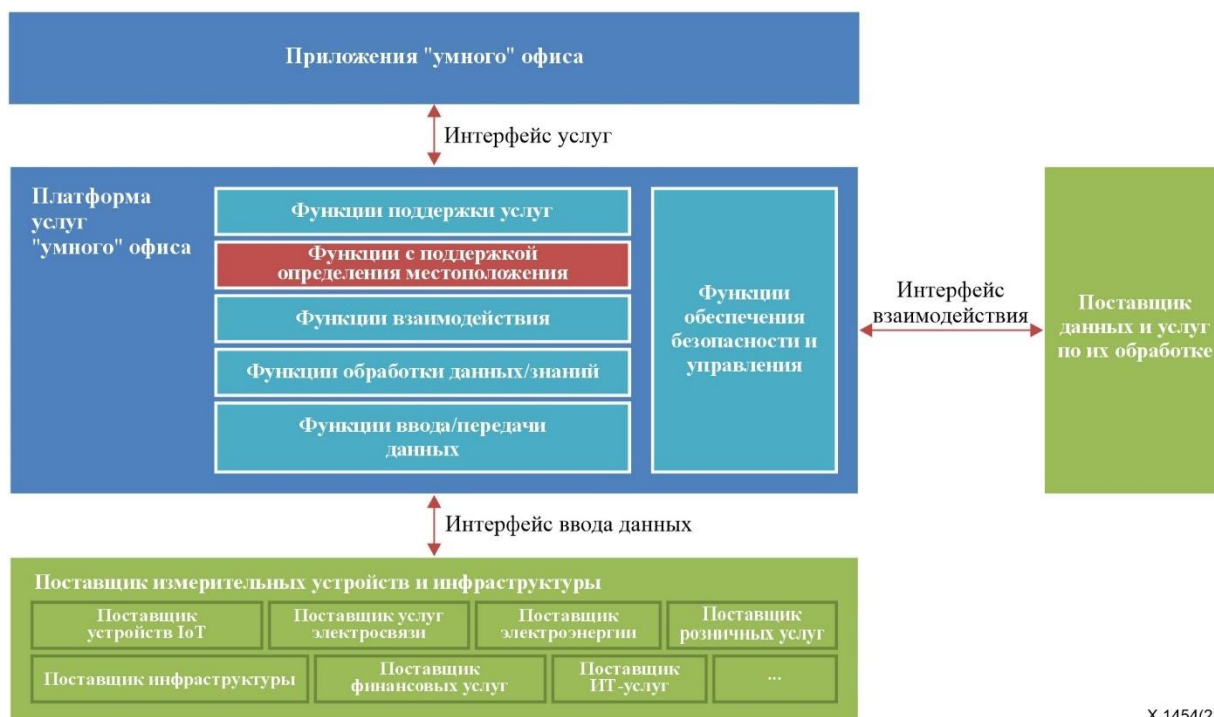 Приложения "умного" офиса
Интерфейс услуг
Платформа
услуг
"умного" офиса
Функции поддержки услуг
Функции с поддержкой
определения местоположения
Функции взаимодействия
Функции обработки данных/знаний
Функции ввода/передачи
данных
Функции
обеспечения
безопасности и
управления
Интерфейс
взаимодействия
Поставщик
данных и услуг
по их обработке
Интерфейс ввода данных
Поставщик измерительных устройств и инфраструктуры
Поставщик
устройств IoT
Поставщик услуг
электросвязи
Поставщик
электроэнергии
Поставщик
розничных услуг
Поставщик инфраструктуры
Поставщик
финансовых услуг
Поставщик
ИТ-услуг
...
X.1454(2